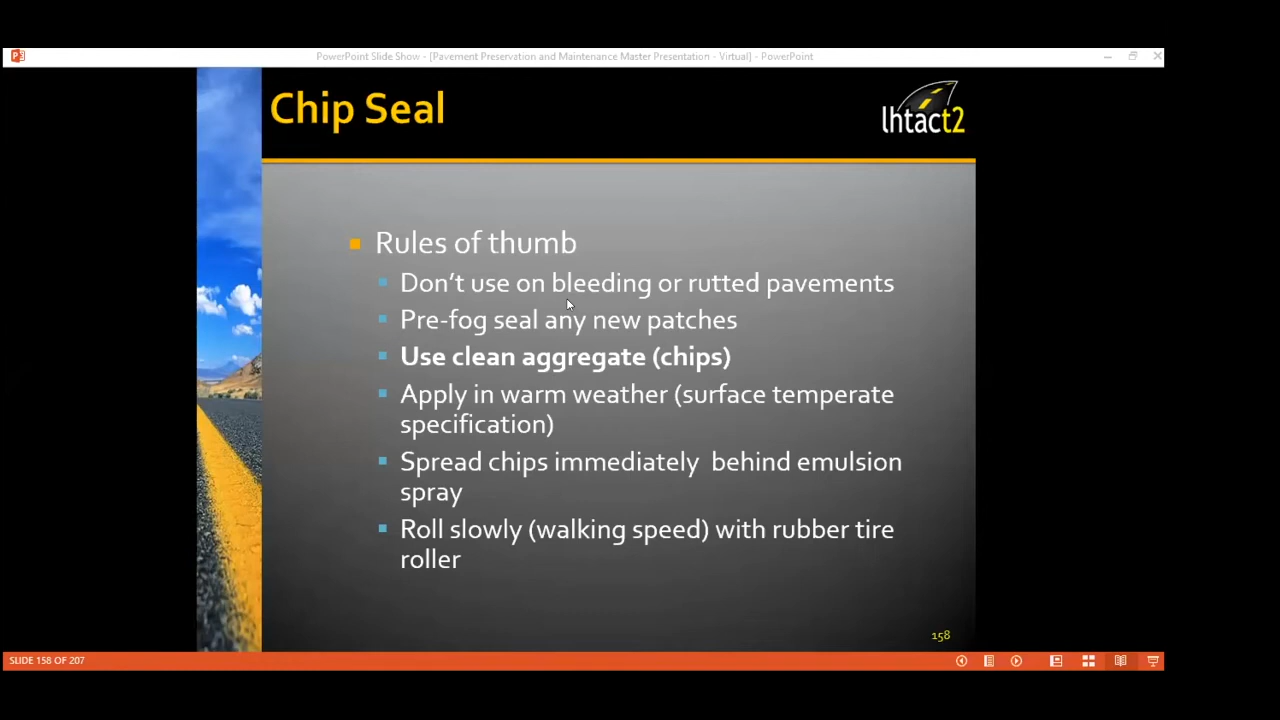 PowerPoint Slide Show - [Pavement Preservation and Maintenance Master Presentation - Virtual] - PowerPoint
Chip Seal
lhtact2
Rules of thumb
Don't use on bleeding or rutted pavements
Pre-fog seal any new patches
Use clean aggregate (chips)
Apply in warm weather (surface temperate
specification)
Spread chips immediately behind emulsion
spray
Roll slowly (walking speed) with rubber tire
roller
158
SLIDE 158 OF 207